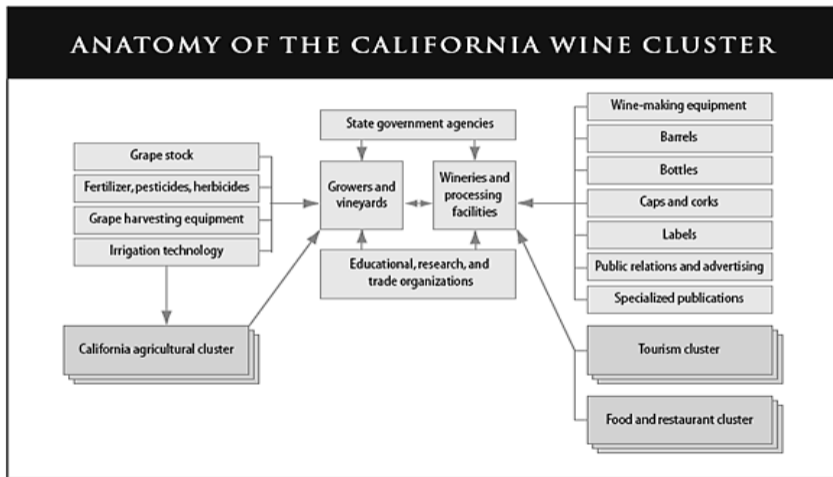 ANATOMY OF THE CALIFORNIA WINE CLUSTER
State government agencies
Grape stock
Fertilizer, pesticides, herbicides
Grape harvesting equipment
Irrigation technology
California agricultural cluster
Growers and
vineyards
Wineries and
processing
facilities
Educational, research, and
trade organizations
Wine-making equipment
Barrels
Bottles
Caps and corks
Labels
Public relations and advertising
Specialized publications
Tourism cluster
Food and restaurant cluster